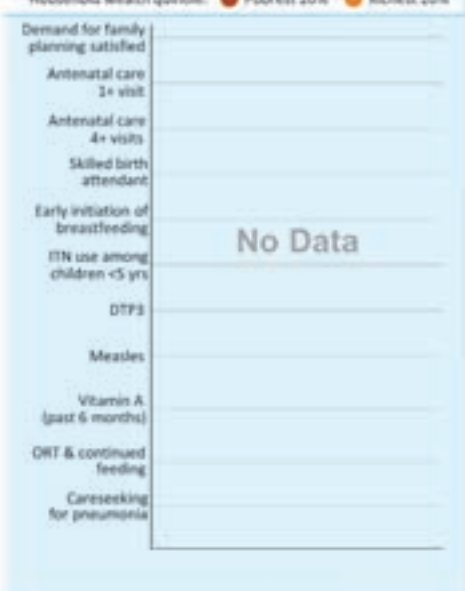 Household wealth quintile: Poorest 20% Richest 20%
Demand for family
planning satisfied
Antenatal care
1+ visit
Antenatal care
4+ visits
Skilled birth
attendant
Early initiation of
breastfeeding
No Data
ITN use among
children <5 yrs
DTP3
Measles
Vitamin A
(past 6 months)
ORT & continued
feeding
Careseeking
for pneumonia